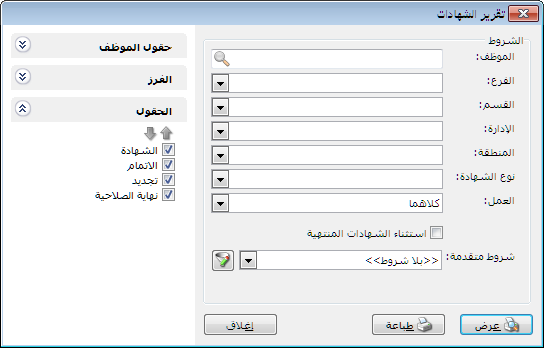 تقرير الشهادات
الشروط
الموظف:
الفرع:
القسم:
الإدارة:
المنطقة:
نوع الشهادة:
العمل:
كلاهما
استثناء الشهادات المنتهية
شروط متقدمة:
<<بلا شروط>>
عرض
طباعة
إغلاق
حقول الموظف
الفرز
الحقول
الشهادة
الاتمام
تجديد
نهاية الصلاحية